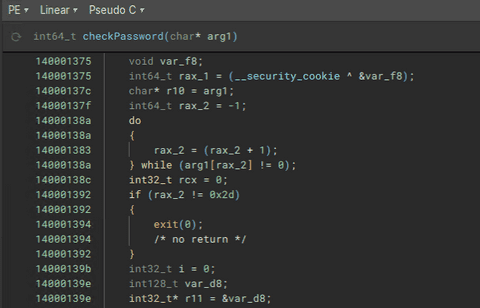 PE Linear Pseudo C
int64_t checkPassword(char* arg1)
140001375 void var_f8;
140001375 int64_t rax_1 = (__security_cookie ^ &var_f8);
14000137c char* r10 = arg1;
14000137f int64_t rax_2 = -1;
14000138a do
14000138a {
140001383 rax_2 = (rax_2 + 1);
14000138a } while (arg1[rax_2] != 0);
14000138c int32_t rcx = 0;
140001392 if (rax_2 != 0x2d)
140001392 {
140001394 exit(0);
140001394 /* no return */
140001392 }
14000139b int32_t i = 0;
14000139e int128_t var_d8;
14000139e int32_t* r11 = &var_d8;